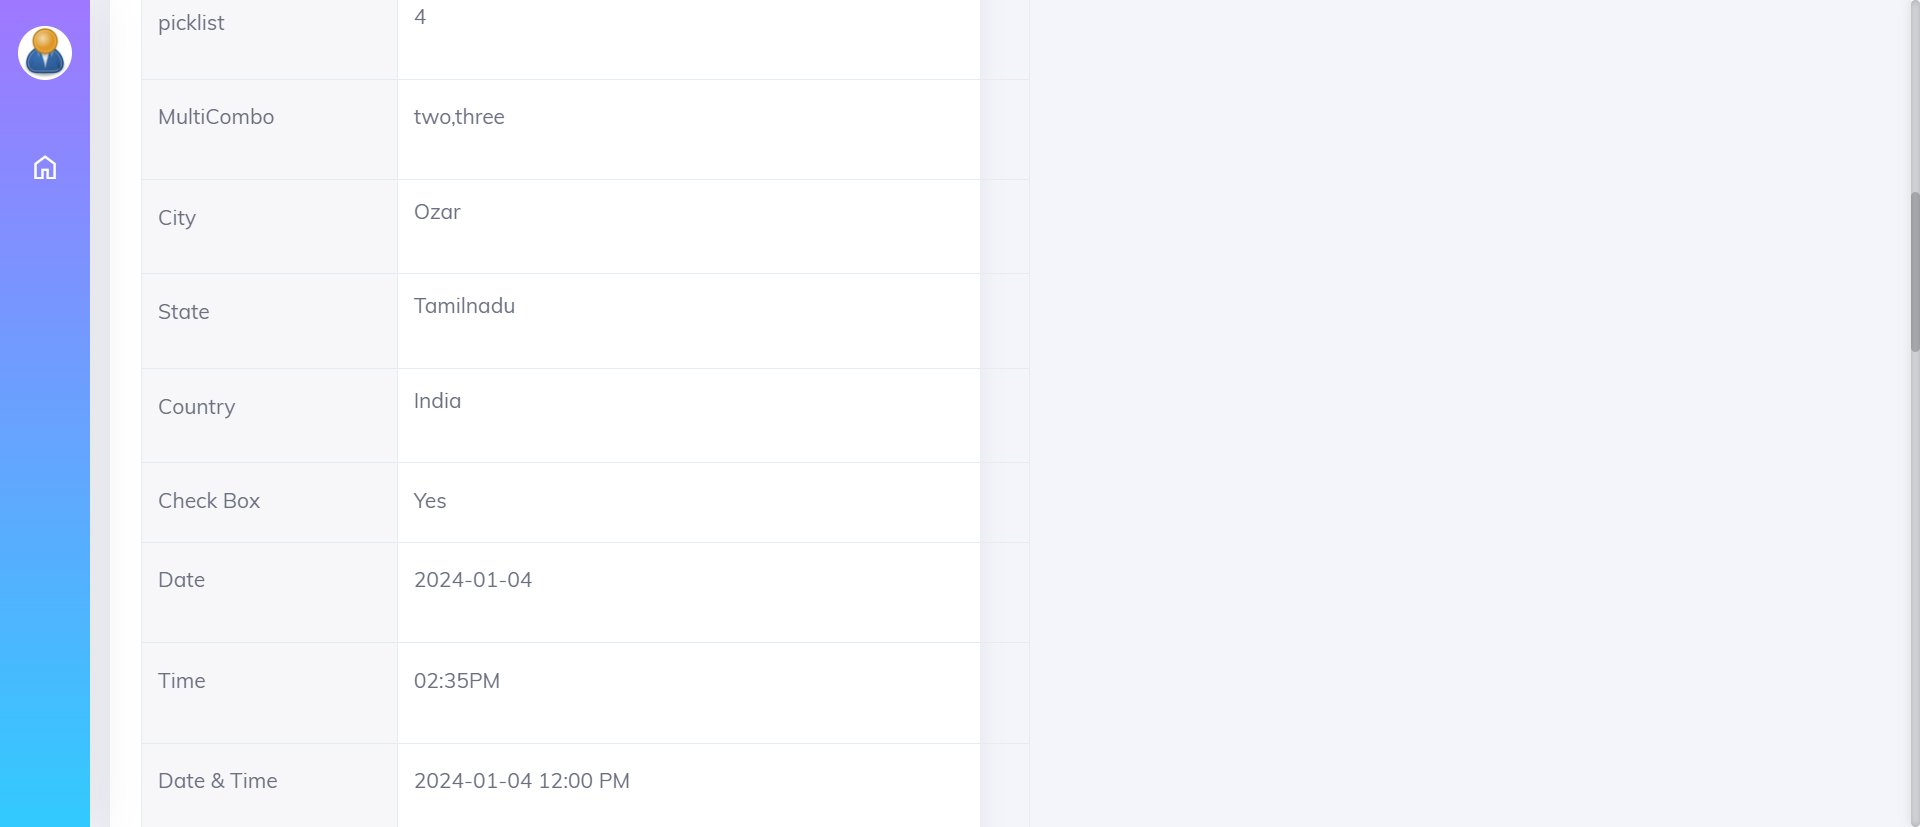 picklist 4
MultiCombo two,three
City Ozar
State Tamilnadu
Country India
Check Box Yes
Date 2024-01-04
Time 02:35PM
Date & Time 2024-01-04 12:00 PM